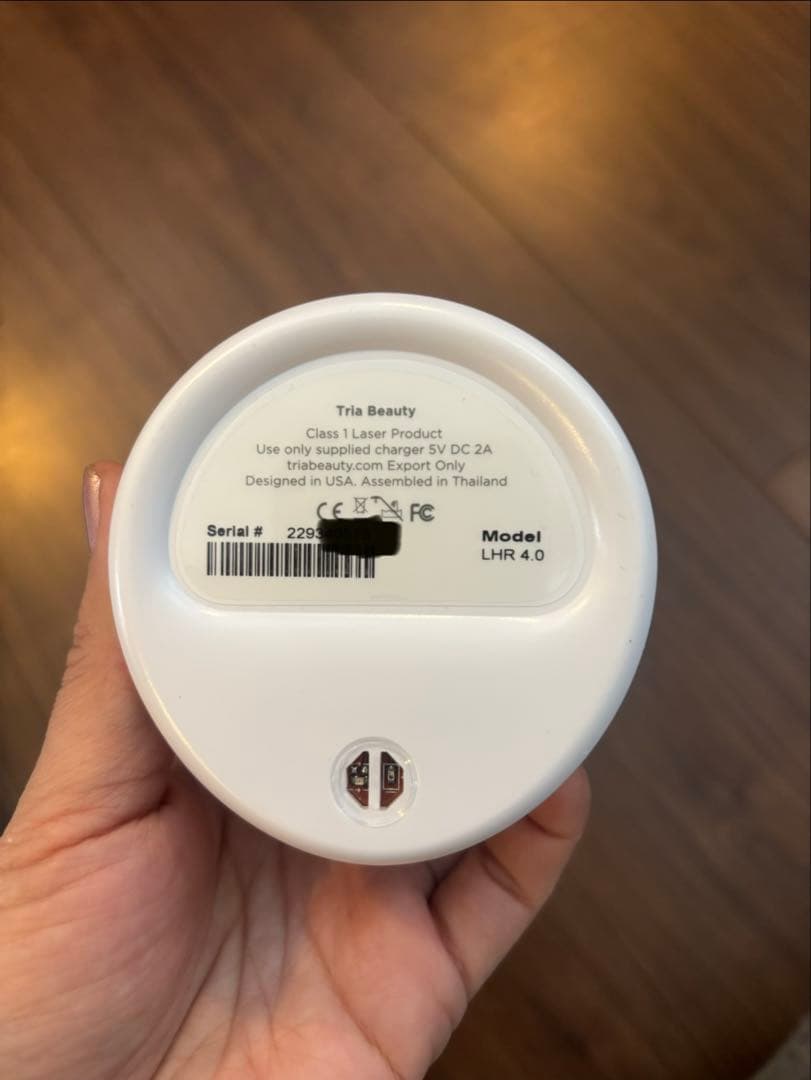 Tria Beauty
Class 1 Laser Product
Use only supplied charger 5V DC 2A
triabeauty.com Export Only
Designed in USA. Assembled in Thailand
CE FC
Serial #
Model
LHR 4.0